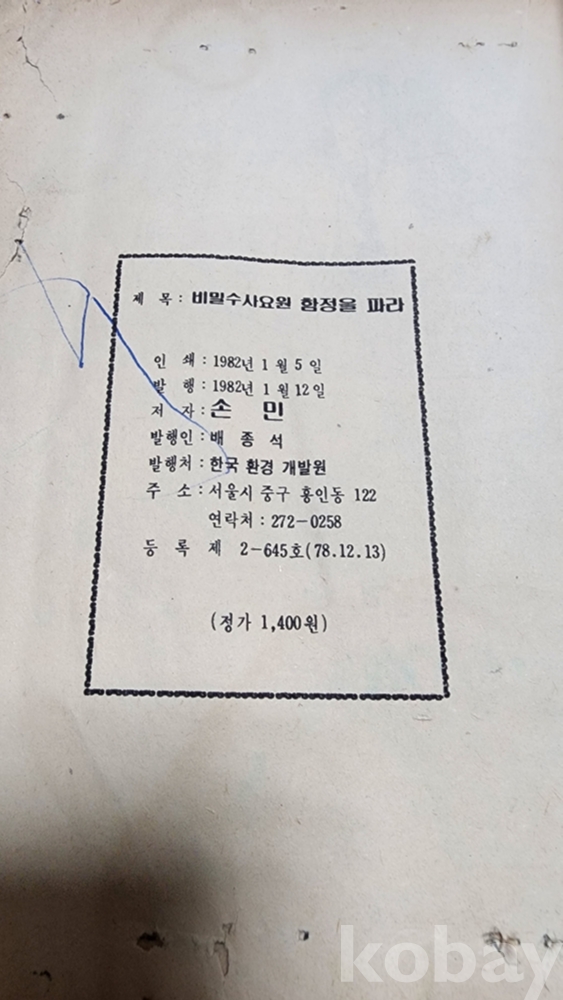 제 목 : 비밀수사요원 함정을 파라
인 쇄 : 1982년 1 월 5 일
발 행 : 1982년 1 월 12일
저 자 : 손 민
발행인 : 배 종 석
발행처 : 한국 환경 개발원
주 소 : 서울시 중구 흥인동 122
연락처 : 272-0258
등 록 제 2-645호(78.12.13)
(정가 1,400원)
kobay